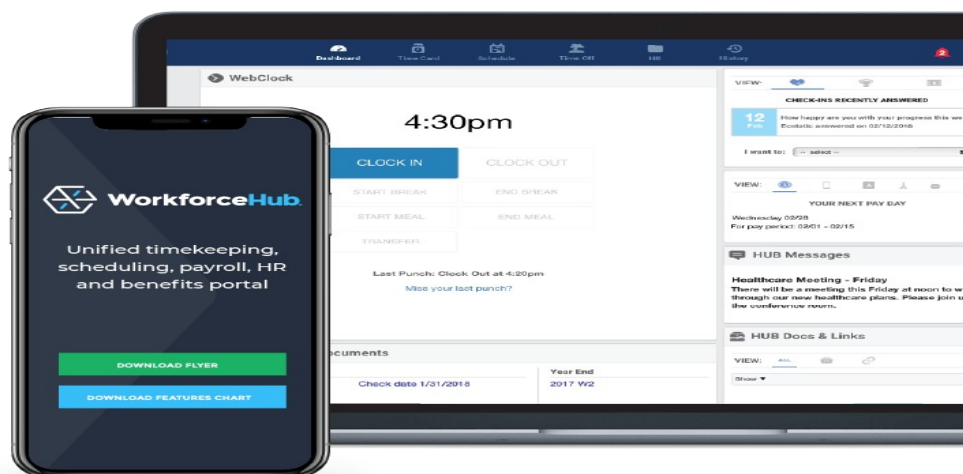 WorkforceHub
Unified timekeeping,
scheduling, payroll, HR
and benefits portal
DOWNLOAD FLYER
DOWNLOAD FEATURES CHART
Dashboard
Time Card
Schedule
Time Off
HR
History
2
WebClock
4:30pm
CLOCK IN
CLOCK OUT
START BREAK
END BREAK
START MEAL
END MEAL
TRANSFER
Last Punch: Clock Out at 4:20pm
Miss your last punch?
ocuments
Check date 1/31/2018
Year End
2017 W2
VIEW:
CHECK-INS RECENTLY ANSWERED
12
Feb
How happy are you with your progress this we
Ecstatic answered on 02/12/2018
I want to: -- select --
VIEW:
YOUR NEXT PAY DAY
Wednesday 02/28
For pay period: 02/01 - 02/15
HUB Messages
Healthcare Meeting - Friday
There will be a meeting this Friday at noon to w
through our new healthcare plans. Please join u
the conference room.
HUB Docs & Links
VIEW: ALL
Show